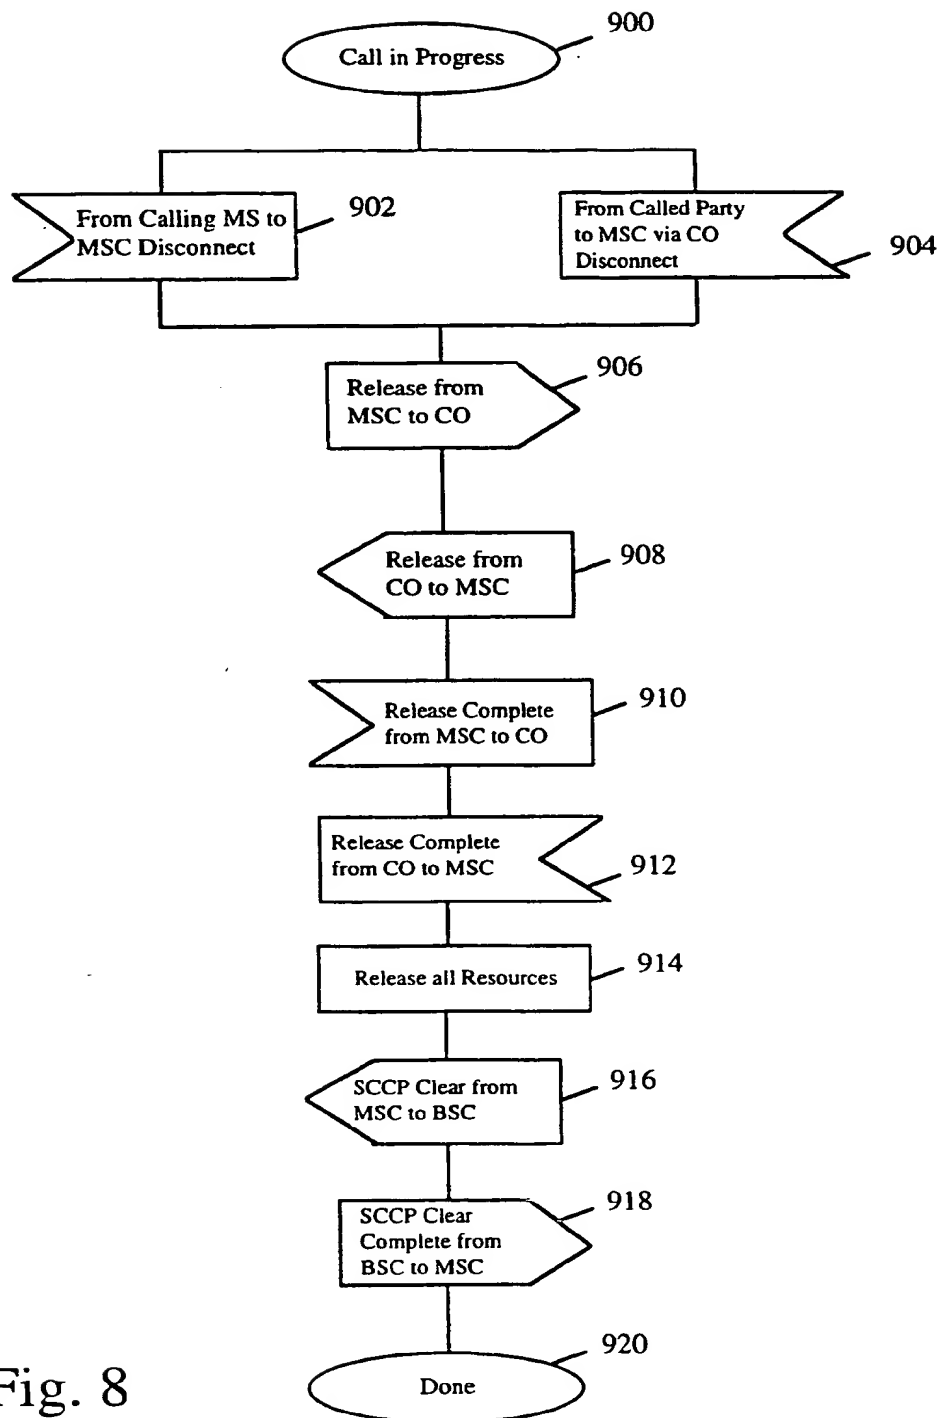 900
Call in Progress
From Calling MS to
MSC Disconnect
902
From Called Party
to MSC via CO
Disconnect
904
Release from
MSC to CO
906
Release from
CO to MSC
908
Release Complete
from MSC to CO
910
Release Complete
from CO to MSC
912
Release all Resources
914
SCCP Clear from
MSC to BSC
916
SCCP Clear
Complete from
BSC to MSC
918
920
Done
Fig. 8